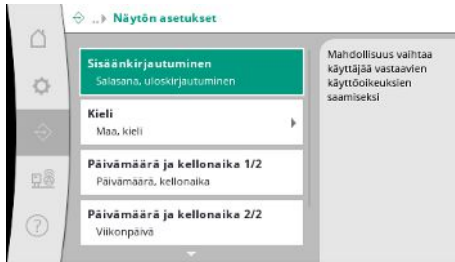 ..› Näytön asetukset
Sisäänkirjautuminen
Salasana, uloskirjautuminen
Kieli
Maa, kieli
Päivämäärä ja kellonaika 1/2
Päivämäärä, kellonaika
Päivämäärä ja kellonaika 2/2
Viikonpäivä
Mahdollisuus vaihtaa
käyttäjää vastaavien
käyttöoikeuksien
saamiseksi
?